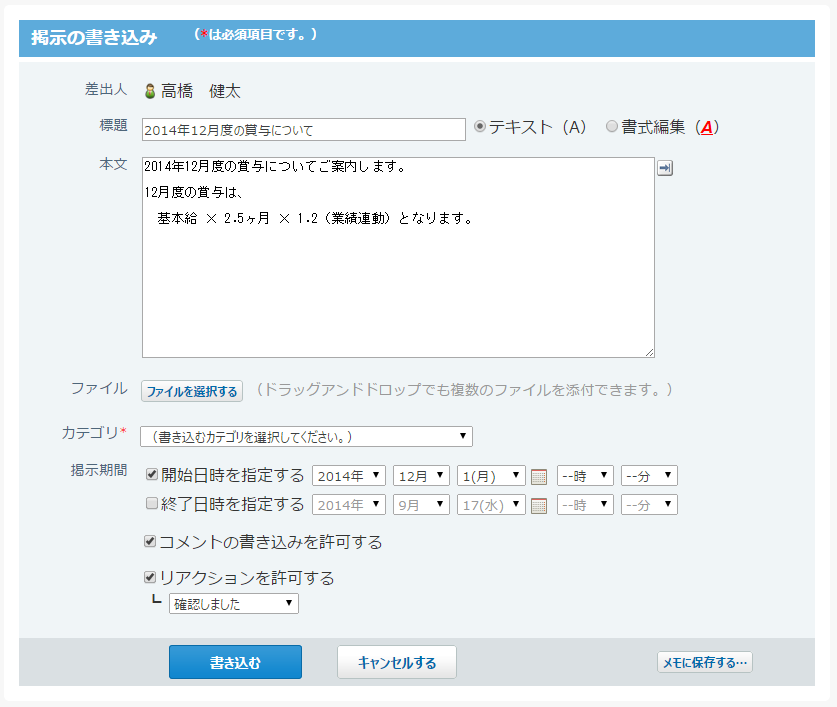 掲示の書き込み （*は必須項目です。）
差出人 高橋　健太
標題 2014年12月度の賞与について テキスト（A） 書式編集（A）
本文 2014年12月度の賞与についてご案内します。
12月度の賞与は、
基本給 × 2.5ヶ月 × 1.2（業績連動）となります。
ファイル ファイルを選択する （ドラッグアンドドロップでも複数のファイルを添付できます。）
カテゴリ* （書き込むカテゴリを選択してください。）
掲示期間 開始日時を指定する 2014年 12月 1(月) --時 --分
終了日時を指定する 2014年 9月 17(水) --時 --分
コメントの書き込みを許可する
リアクションを許可する
確認しました
書き込む キャンセルする メモに保存する…